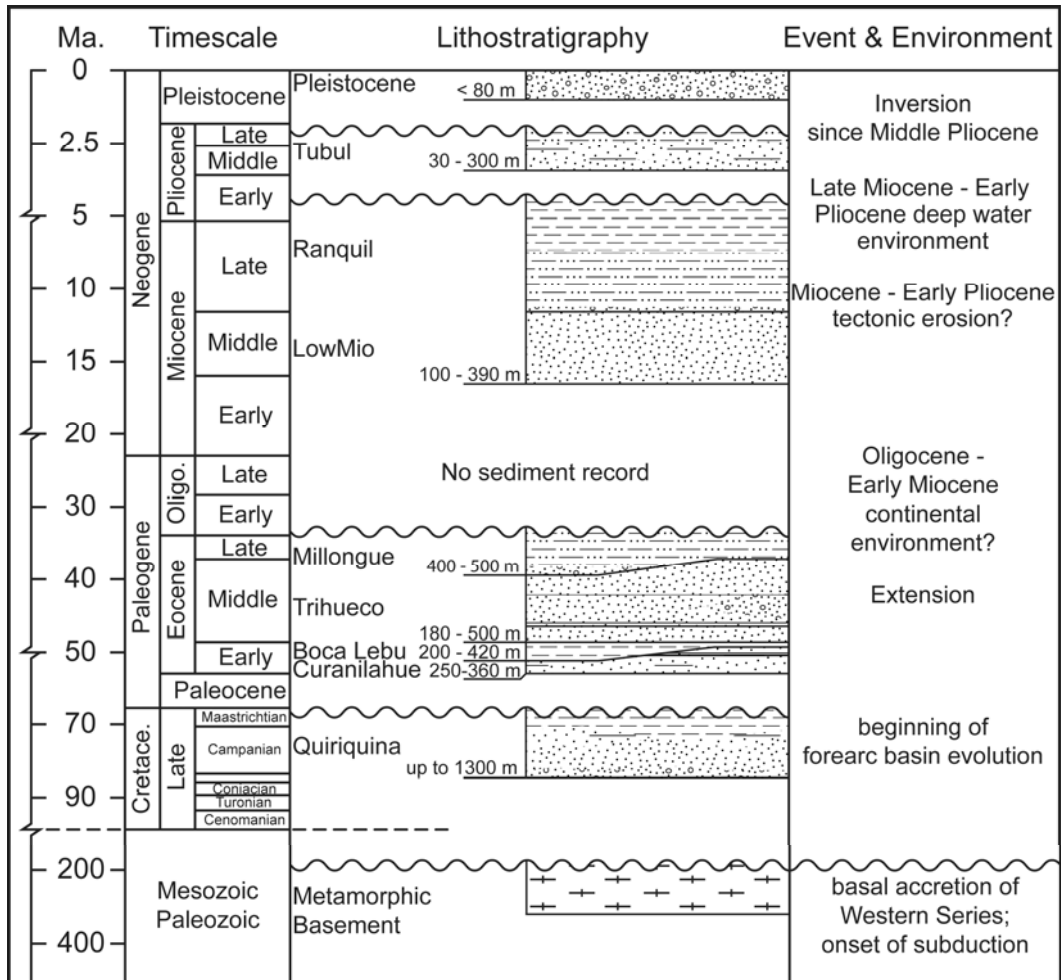 Ma. Timescale Lithostratigraphy Event & Environment
0
2.5
5
10
15
20
30
40
50
70
90
200
400
Neogene
Paleogene
Cretace.
Pleistocene
Pliocene
Late
Middle
Early
Miocene
Late
Middle
Early
Oligo.
Late
Early
Eocene
Late
Middle
Early
Paleocene
Late
Maastrichtian
Campanian
Coniacian
Turonian
Cenomanian
Mesozoic
Paleozoic
Pleistocene
< 80 m
Tubul
30 - 300 m
Ranquil
LowMio
100 - 390 m
No sediment record
Millongue
400 - 500 m
Trihueco
180 - 500 m
Boca Lebu 200 - 420 m
Curanilahue 250-360 m
Quiriquina
up to 1300 m
Metamorphic
Basement
Inversion
since Middle Pliocene
Late Miocene - Early
Pliocene deep water
environment
Miocene - Early Pliocene
tectonic erosion?
Oligocene -
Early Miocene
continental
environment?
Extension
beginning of
forearc basin evolution
basal accretion of
Western Series;
onset of subduction